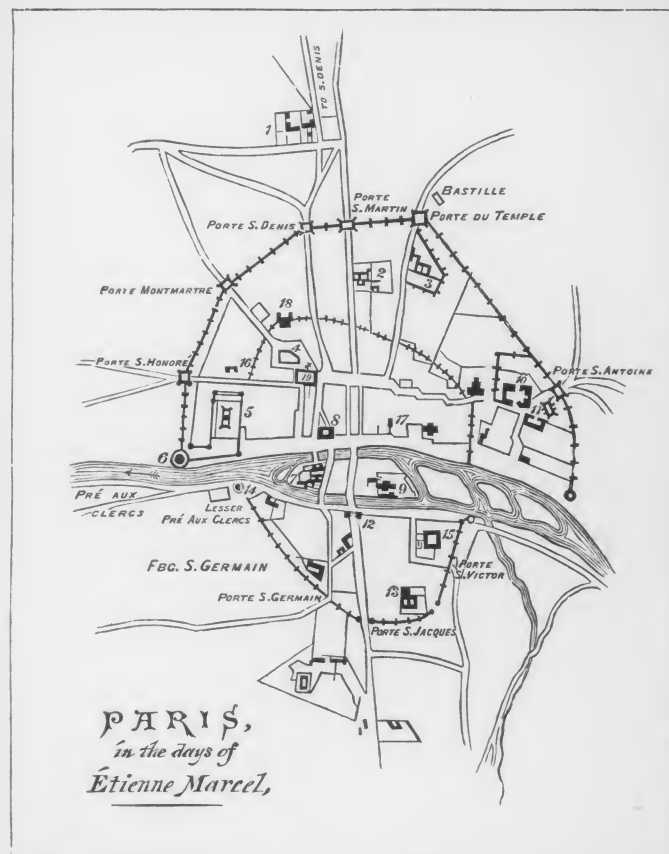 TO S. DENIS
1
BASTILLE
PORTE
S. MARTIN
PORTE S. DENIS
PORTE DU TEMPLE
2
3
PORTE MONTMARTRE
18
4
PORTE S. HONORÉ
16
19
PORTE S. ANTOINE
10
11
5
8
17
6
7
9
PRÉ AUX
CLERCS
14
LESSER
PRÉ AUX CLERCS
12
15
FBG. S. GERMAIN
PORTE
S. VICTOR
PORTE S. GERMAIN
13
PORTE S. JACQUES
PARIS,
in the days of
Étienne Marcel,